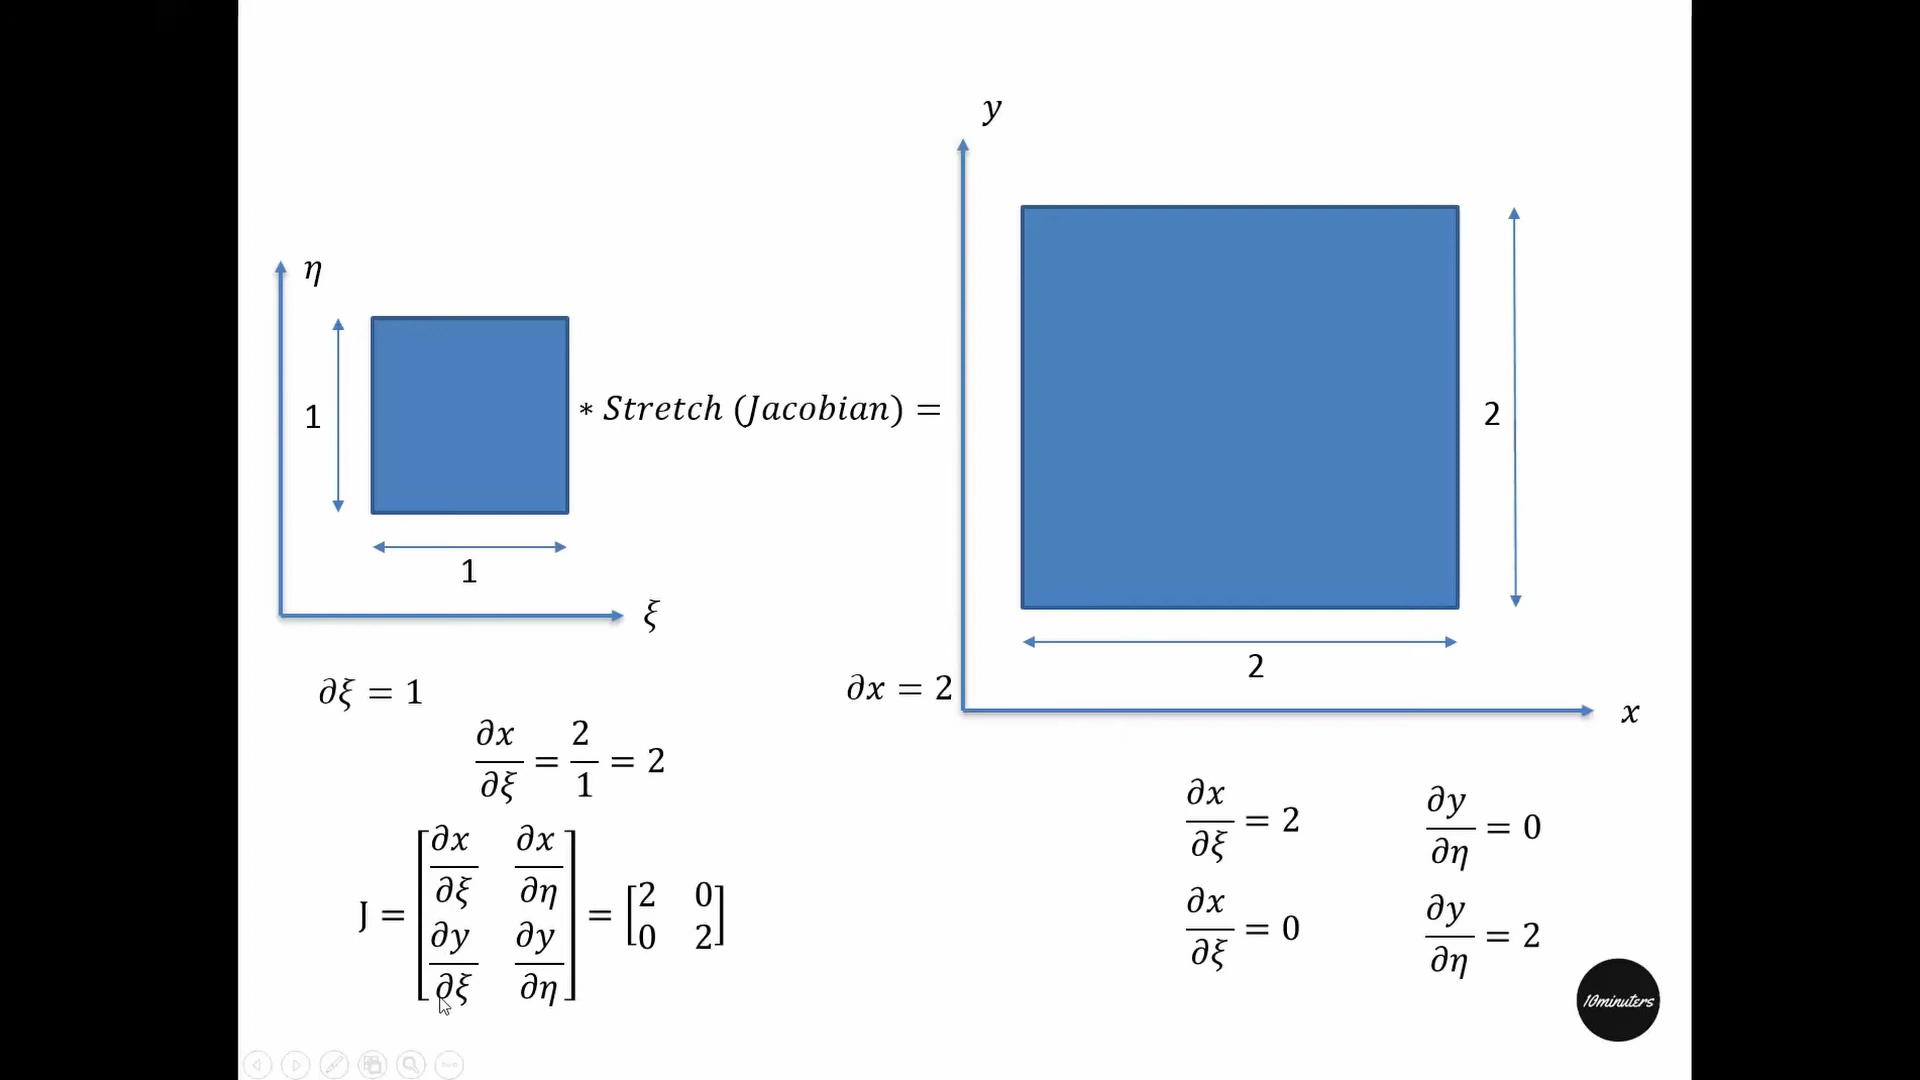 y
η
1
∗ Stretch (Jacobian) =
2
1
ξ
2
∂ξ = 1
∂x = 2
x
∂x/∂ξ = 2/1 = 2
∂x/∂ξ = 2
∂y/∂η = 0
J = [∂x/∂ξ ∂x/∂η
∂y/∂ξ ∂y/∂η] = [2 0
0 2]
∂x/∂ξ = 0
∂y/∂η = 2
10minuters